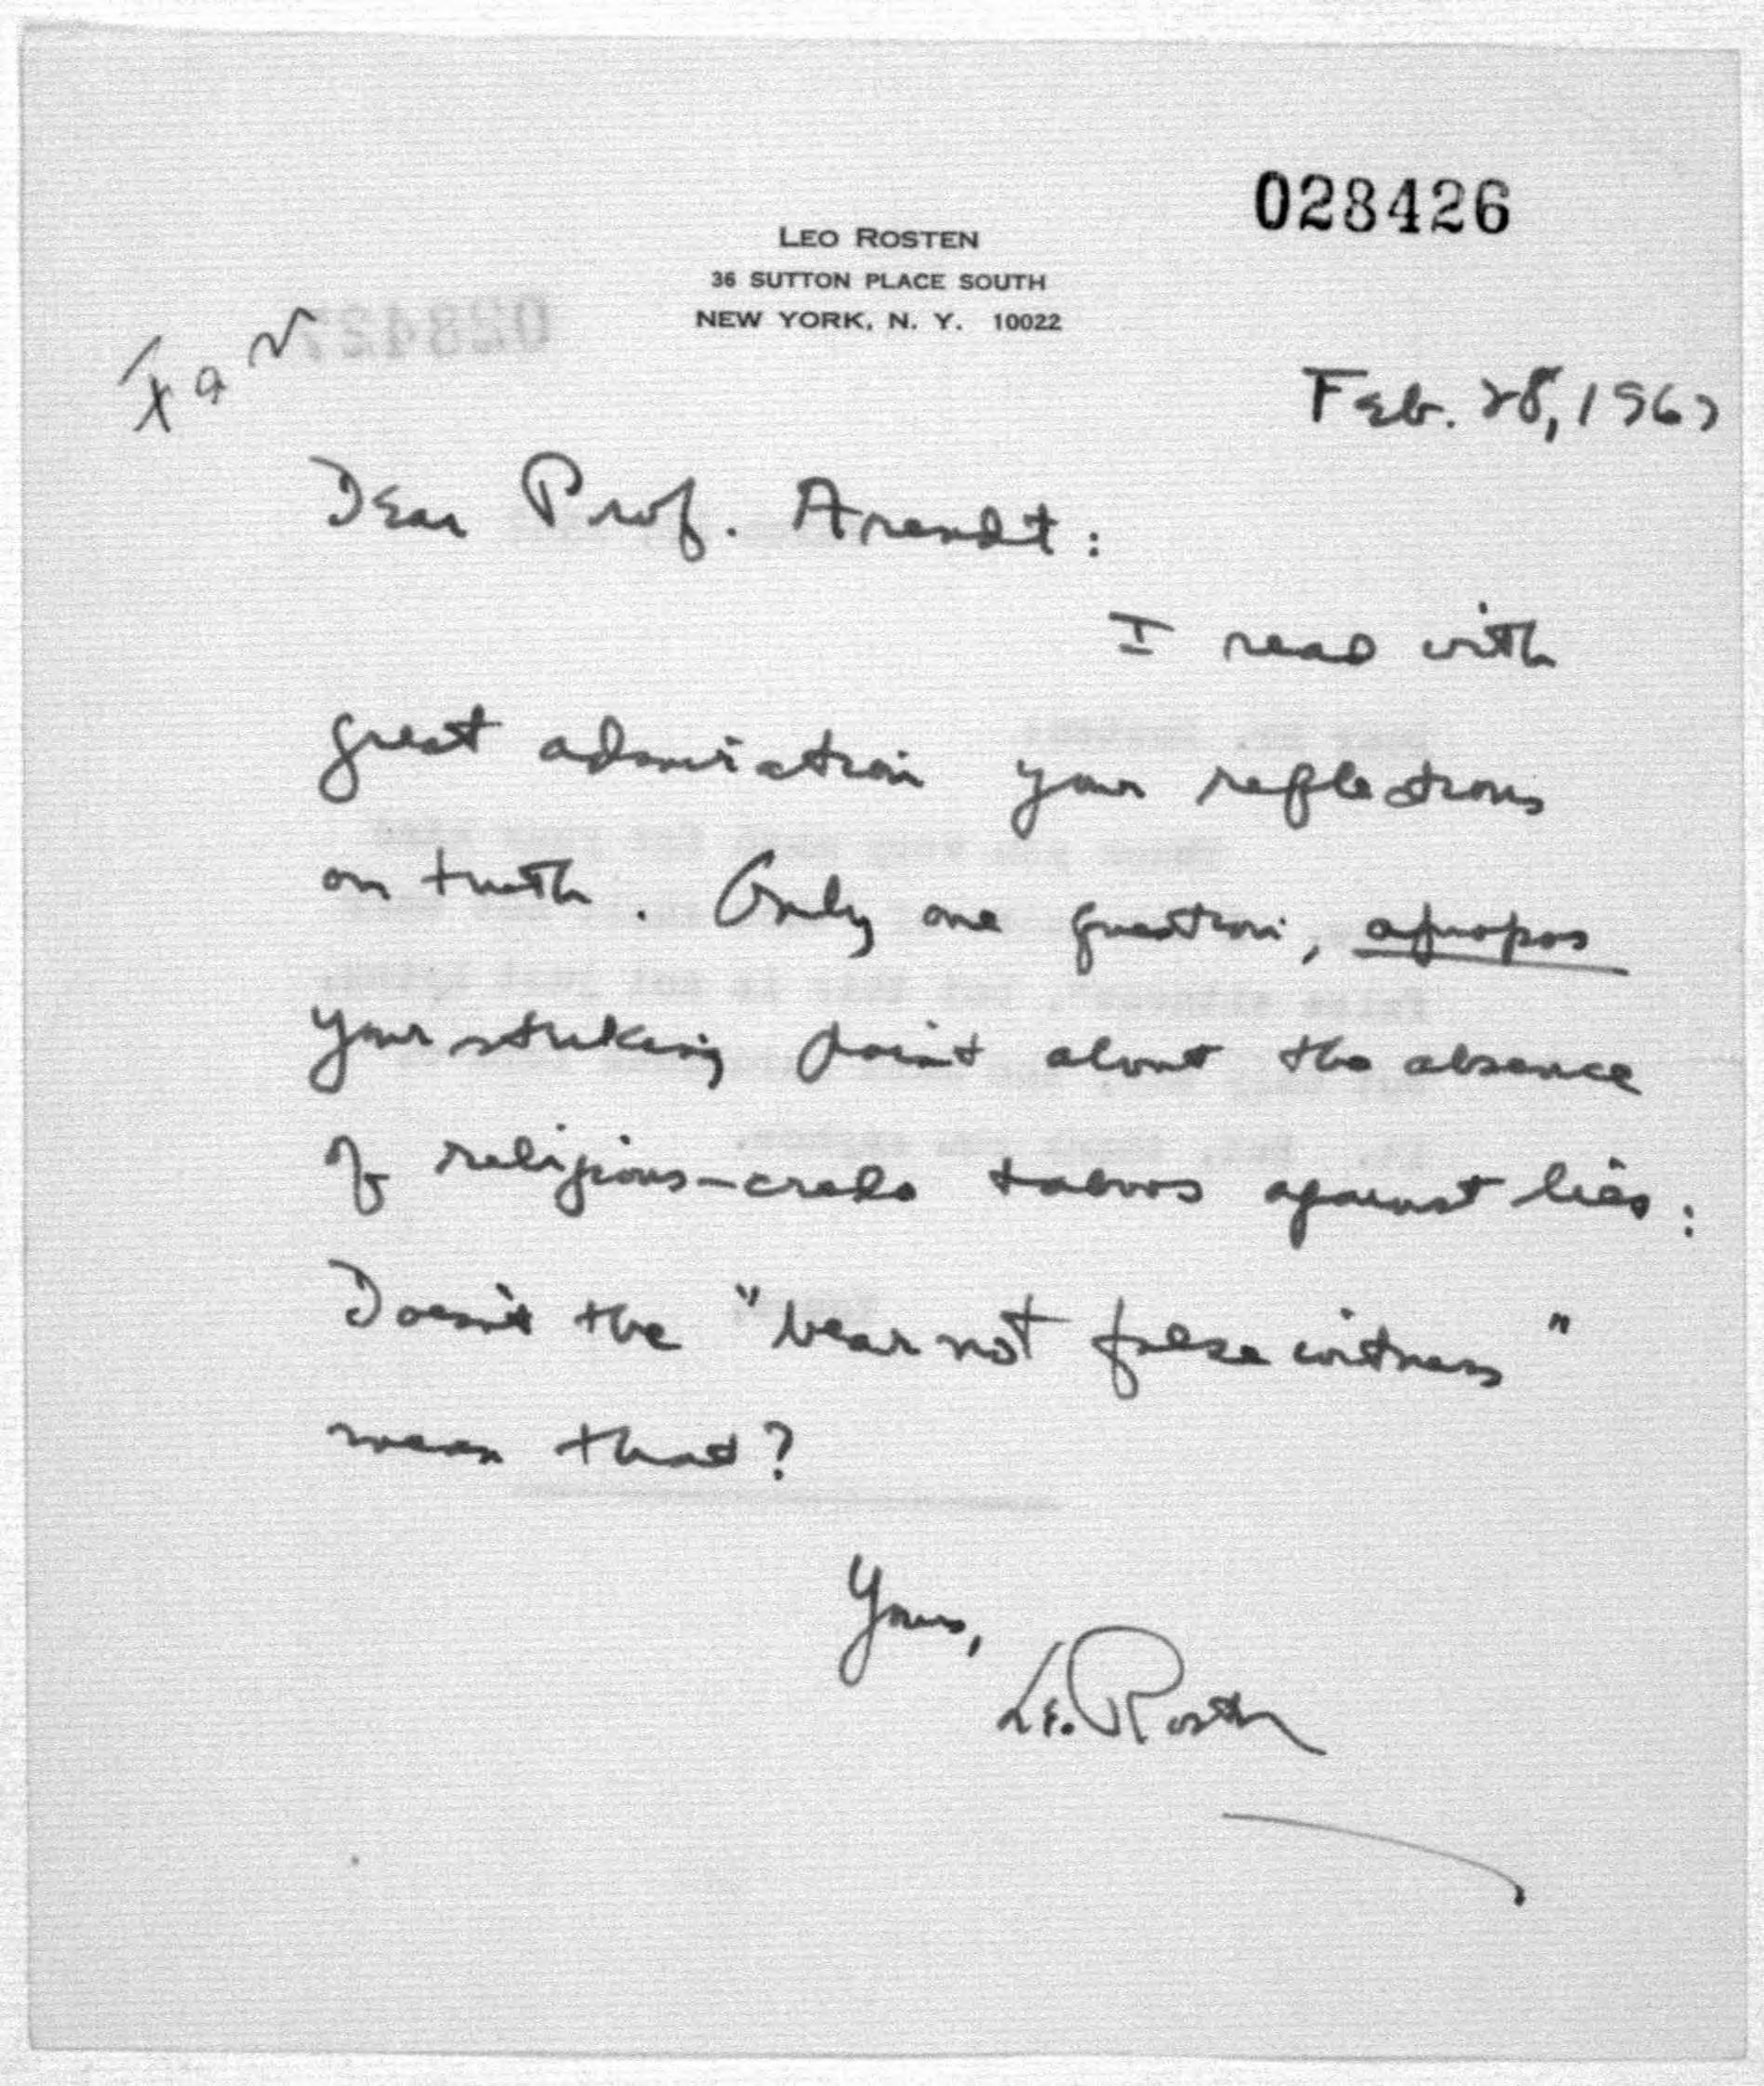 028426
LEO ROSTEN
36 SUTTON PLACE SOUTH
NEW YORK, N. Y. 10022
Fan
Feb. 28, 1967
Dear Prof. Arendt:
I read with
great admiration your reflections
on truth. Only one question, apropos
your striking point about the absence
of religious-credo taboos against lies:
Doesn't the "bear not false witness"
mean that?
Yours,
Leo Rosten